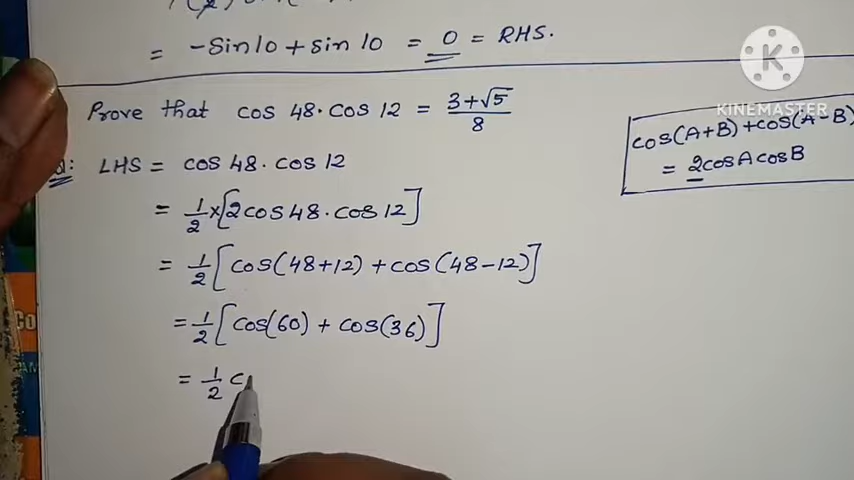 = -Sin10 + sin 10 = 0 = RHS.
Prove that cos 48·cos 12 = (3+√5)/8
LHS = cos 48· cos 12
= 1/2 × [2cos 48· cos 12]
= 1/2 [cos(48+12) + cos(48-12)]
= 1/2 [cos(60) + cos(36)]
= 1/2 c
cos(A+B) + cos(A-B)
= 2cosA cosB
KINEMASTER